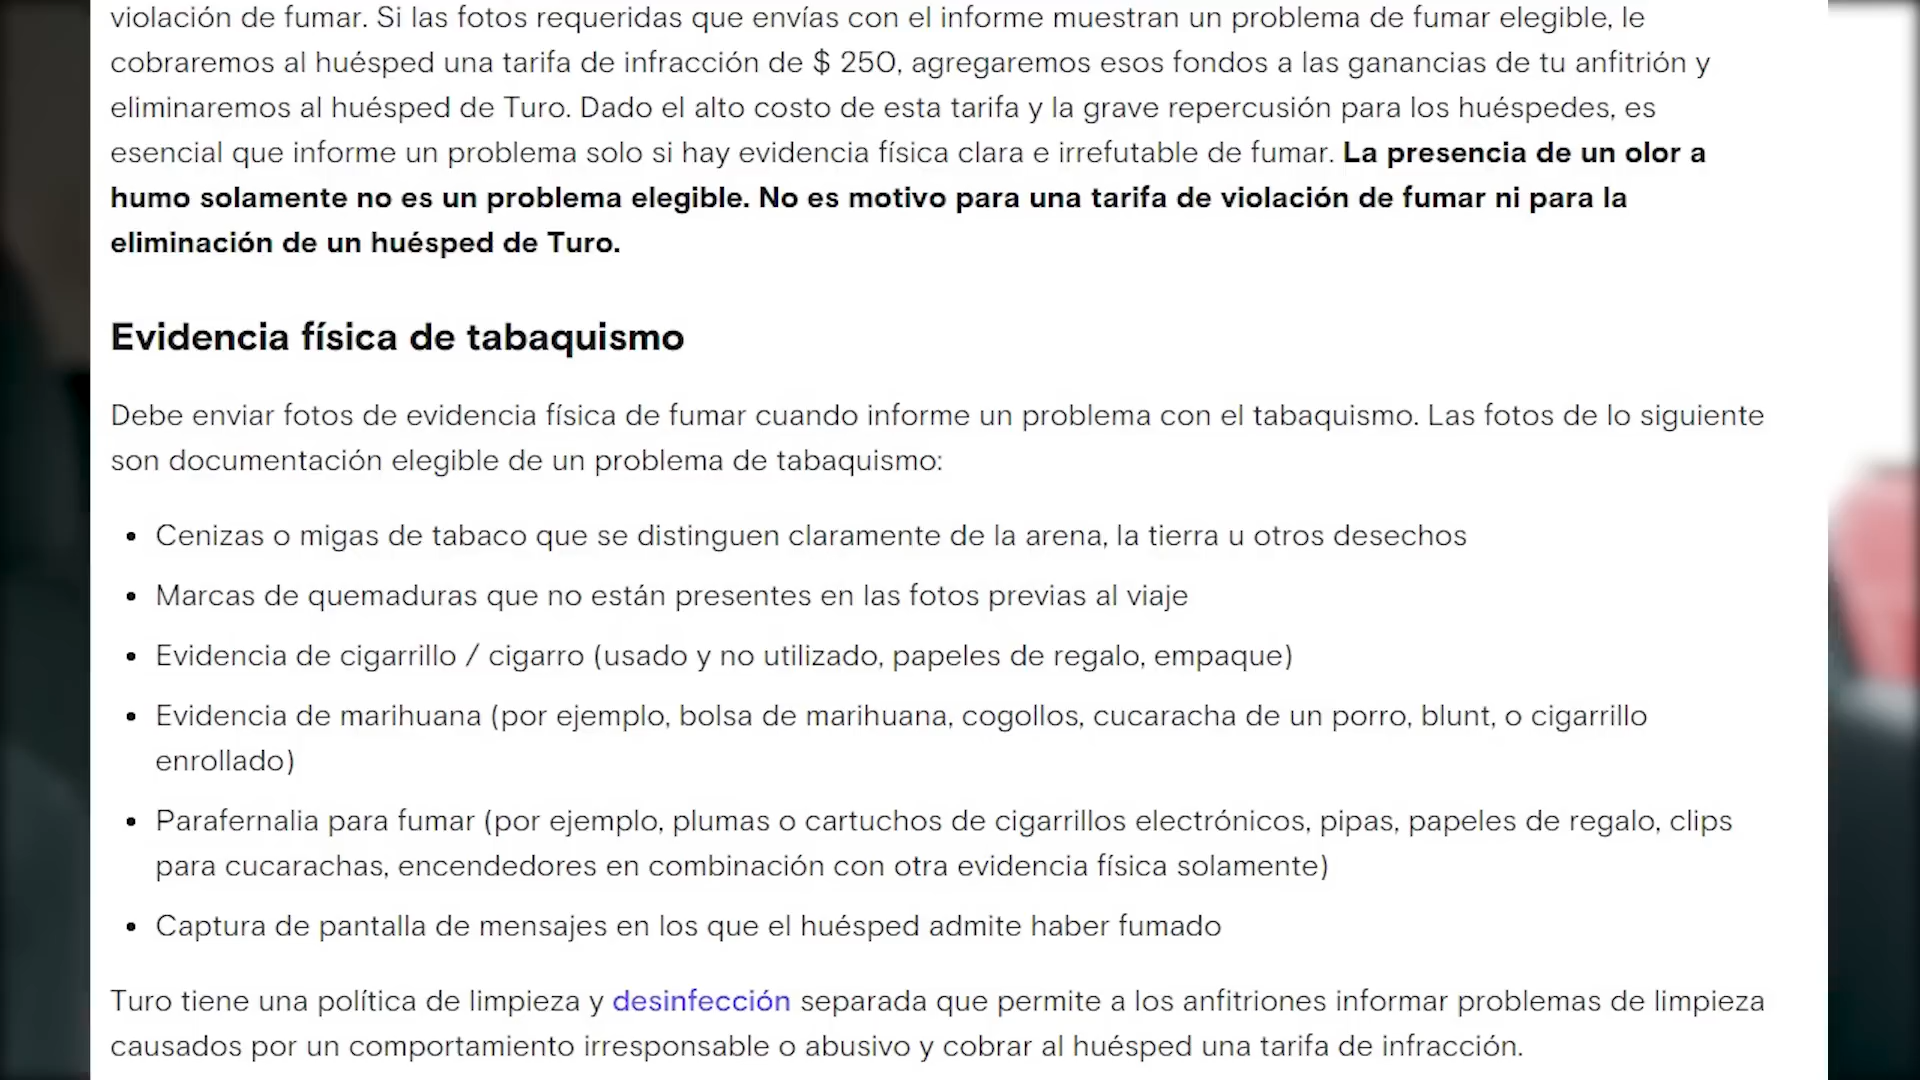 violación de fumar. Si las fotos requeridas que envías con el informe muestran un problema de fumar elegible, le
cobraremos al huésped una tarifa de infracción de $ 250, agregaremos esos fondos a las ganancias de tu anfitrión y
eliminaremos al huésped de Turo. Dado el alto costo de esta tarifa y la grave repercusión para los huéspedes, es
esencial que informe un problema solo si hay evidencia física clara e irrefutable de fumar. La presencia de un olor a
humo solamente no es un problema elegible. No es motivo para una tarifa de violación de fumar ni para la
eliminación de un huésped de Turo.
Evidencia física de tabaquismo
Debe enviar fotos de evidencia física de fumar cuando informe un problema con el tabaquismo. Las fotos de lo siguiente
son documentación elegible de un problema de tabaquismo:
• Cenizas o migas de tabaco que se distinguen claramente de la arena, la tierra u otros desechos
• Marcas de quemaduras que no están presentes en las fotos previas al viaje
• Evidencia de cigarrillo / cigarro (usado y no utilizado, papeles de regalo, empaque)
• Evidencia de marihuana (por ejemplo, bolsa de marihuana, cogollos, cucaracha de un porro, blunt, o cigarrillo
enrollado)
• Parafernalia para fumar (por ejemplo, plumas o cartuchos de cigarrillos electrónicos, pipas, papeles de regalo, clips
para cucarachas, encendedores en combinación con otra evidencia física solamente)
• Captura de pantalla de mensajes en los que el huésped admite haber fumado
Turo tiene una política de limpieza y desinfección separada que permite a los anfitriones informar problemas de limpieza
causados por un comportamiento irresponsable o abusivo y cobrar al huésped una tarifa de infracción.